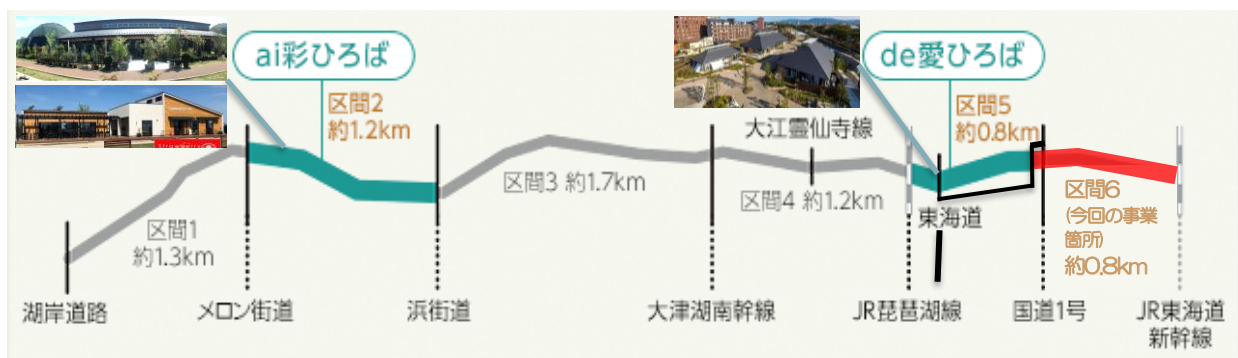 ai彩ひろば
de愛ひろば
区間2
約1.2km
区間5
約0.8km
大江霊仙寺線
区間3 約1.7km
区間4 約1.2km
区間1
約1.3km
東海道
区間6
(今回の事業
箇所)
約0.8km
湖岸道路
メロン街道
浜街道
大津湖南幹線
JR琵琶湖線
国道1号
JR東海道
新幹線